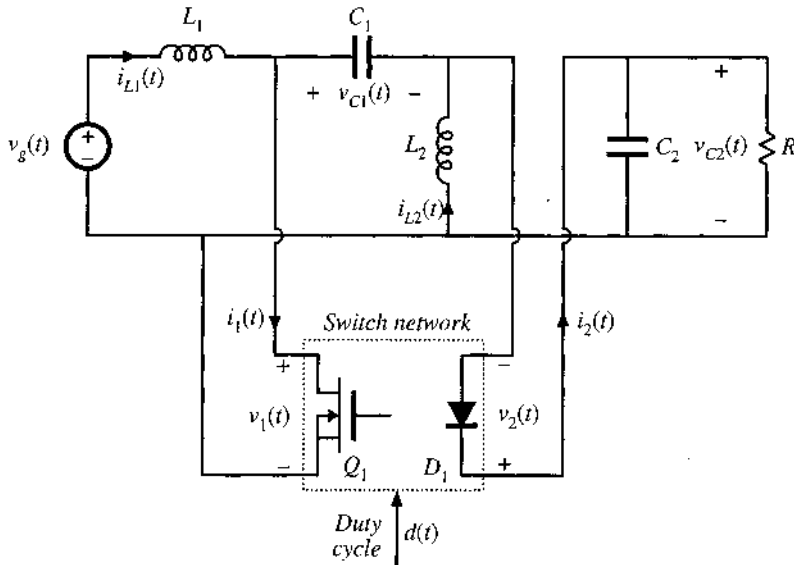 L1 C1
iL1(t) + vC1(t) −
vg(t) + −
L2 iL2(t)
C2 + vC2(t) − R
i1(t) Switch network i2(t)
+ v1(t) − Q1
D1 − v2(t) +
Duty
cycle d(t)